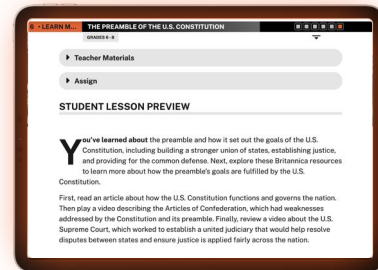 6 • LEARN M...
THE PREAMBLE OF THE U.S. CONSTITUTION
GRADES 6 - 8
Teacher Materials
Assign
STUDENT LESSON PREVIEW
You've learned about the preamble and how it set out the goals of the U.S.
Constitution, including building a stronger union of states, establishing justice,
and providing for the common defense. Next, explore these Britannica resources
to learn more about how the preamble's goals are fulfilled by the U.S.
Constitution.
First, read an article about how the U.S. Constitution functions and governs the nation.
Then play a video describing the Articles of Confederation, which had weaknesses
addressed by the Constitution and its preamble. Finally, review a video about the U.S.
Supreme Court, which worked to establish a united judiciary that would help resolve
disputes between states and ensure justice is applied fairly across the nation.